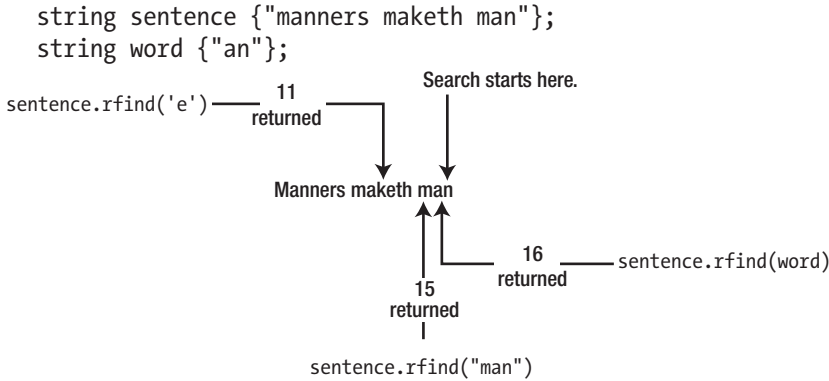 string sentence {"manners maketh man"};
string word {"an"};
Search starts here.
sentence.rfind('e')
11
returned
Manners maketh man
16
returned
sentence.rfind(word)
15
returned
sentence.rfind("man")